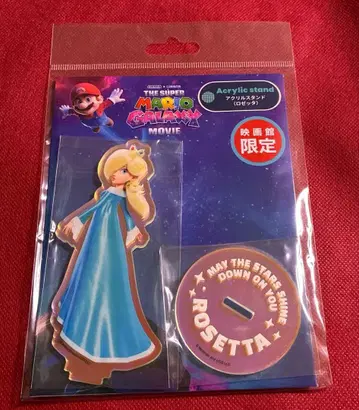 THE SUPER
MARIO
GALAXY
MOVIE
Acrylic stand
アクリルスタンド
(ロゼッタ)
映画館
限定
MAY THE STARS SHINE
DOWN ON YOU
ROSETTA